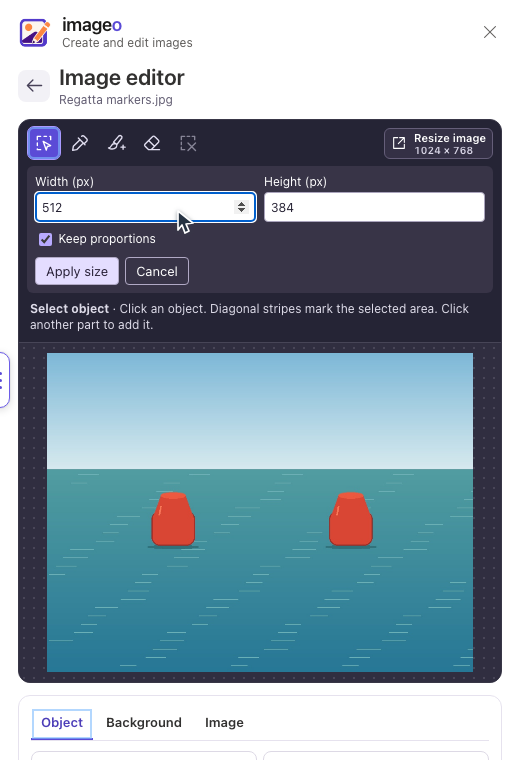 imageo
Create and edit images
Image editor
Regatta markers.jpg
Resize image
1024 × 768
Width (px)
Height (px)
512
384
Keep proportions
Apply size
Cancel
Select object · Click an object. Diagonal stripes mark the selected area. Click
another part to add it.
Object
Background
Image